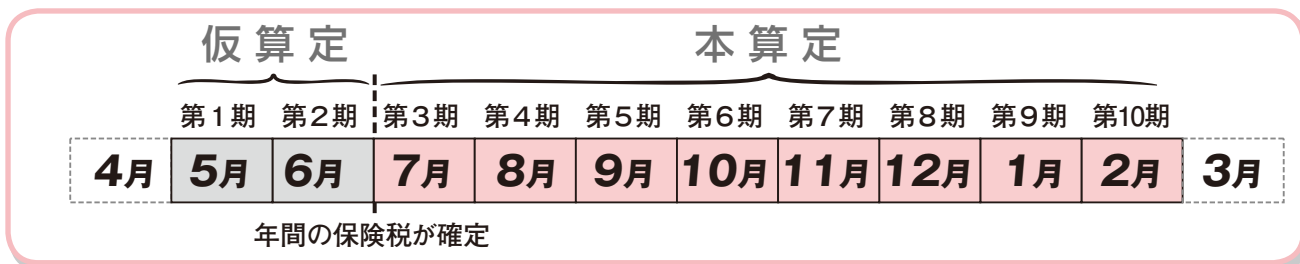 仮算定 本算定
第1期 第2期 第3期 第4期 第5期 第6期 第7期 第8期 第9期 第10期
4月 5月 6月 7月 8月 9月 10月 11月 12月 1月 2月 3月
年間の保険税が確定